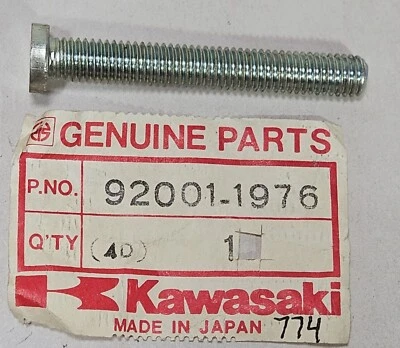 GENUINE PARTS
P.NO. 92001-1976
Q'TY (40) 1
Kawasaki
MADE IN JAPAN 774